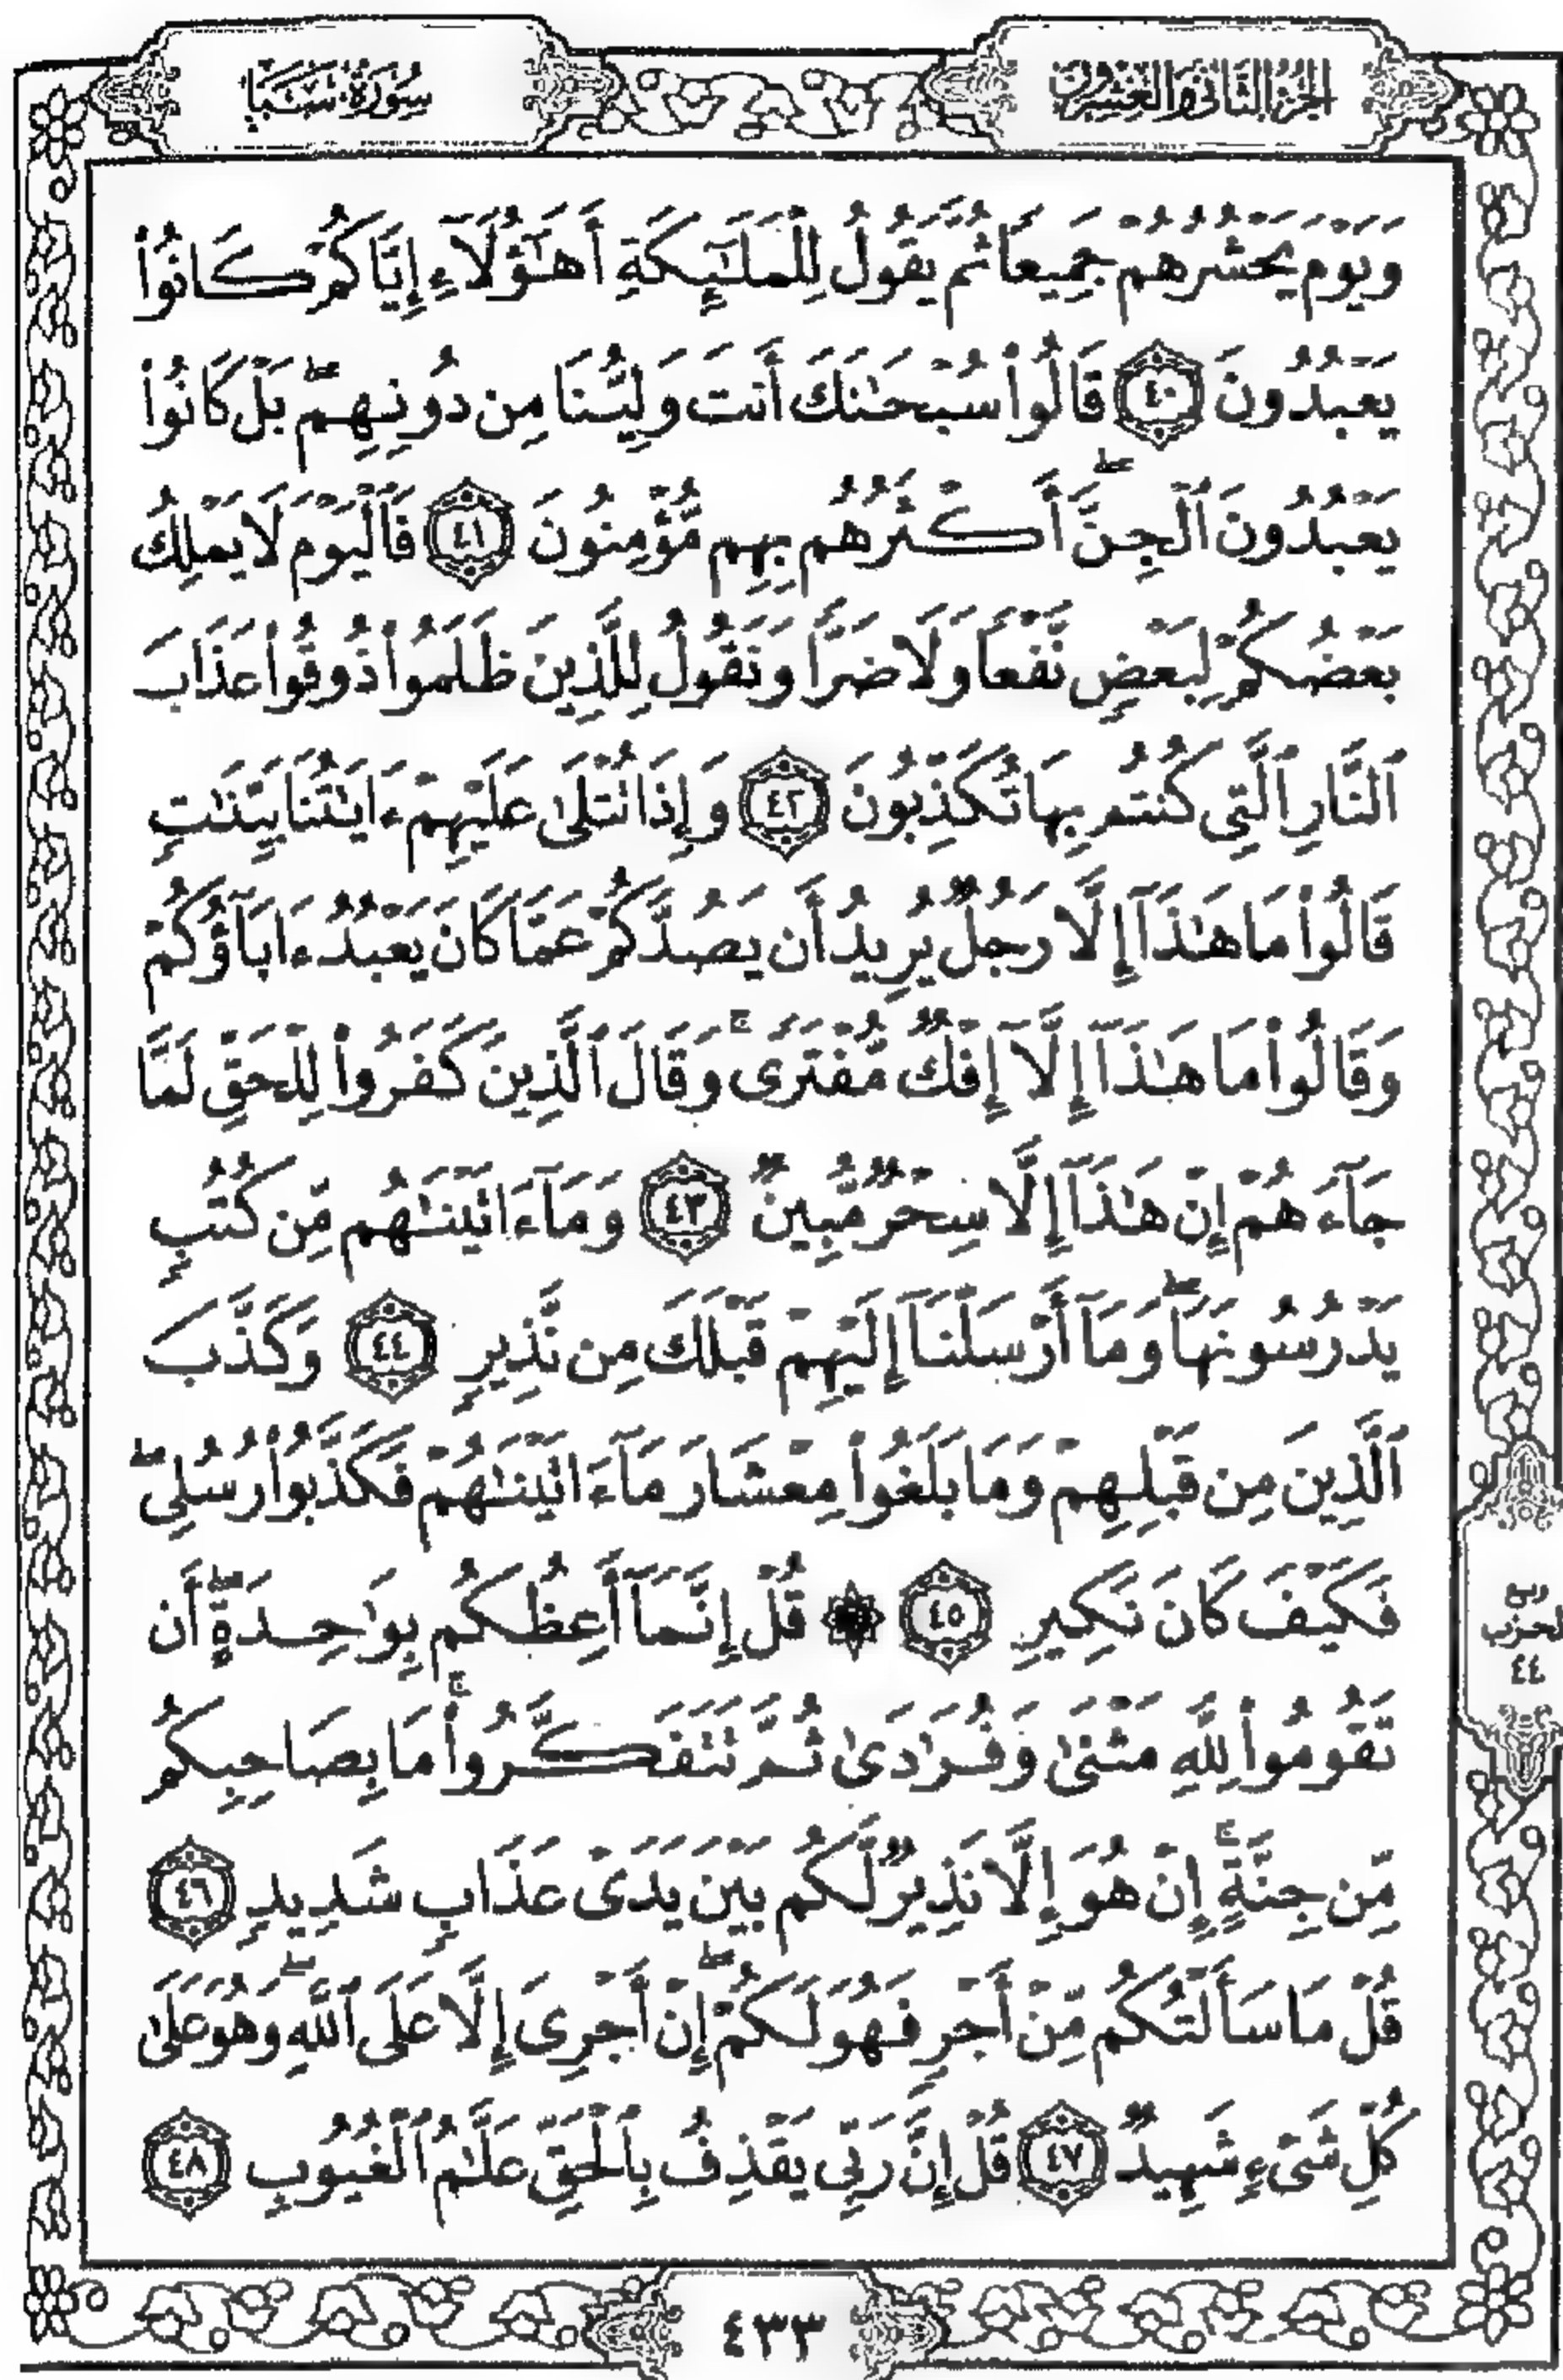 الجزء الثاني والعشرون
سورة سبإ
وَيَوْمَ يَحْشُرُهُمْ جَمِيعًا ثُمَّ يَقُولُ لِلْمَلَٰٓئِكَةِ أَهَٰٓؤُلَآءِ إِيَّاكُمْ كَانُوا۟
يَعْبُدُونَ ٤٠ قَالُوا۟ سُبْحَٰنَكَ أَنتَ وَلِيُّنَا مِن دُونِهِم ۖ بَلْ كَانُوا۟
يَعْبُدُونَ ٱلْجِنَّ ۖ أَكْثَرُهُم بِهِم مُّؤْمِنُونَ ٤١ فَٱلْيَوْمَ لَا يَمْلِكُ
بَعْضُكُمْ لِبَعْضٍ نَّفْعًا وَلَا ضَرًّا وَنَقُولُ لِلَّذِينَ ظَلَمُوا۟ ذُوقُوا۟ عَذَابَ
ٱلنَّارِ ٱلَّتِى كُنتُم بِهَا تُكَذِّبُونَ ٤٢ وَإِذَا تُتْلَىٰ عَلَيْهِمْ ءَايَٰتُنَا بَيِّنَٰتٍ
قَالُوا۟ مَا هَٰذَآ إِلَّا رَجُلٌ يُرِيدُ أَن يَصُدَّكُمْ عَمَّا كَانَ يَعْبُدُ ءَابَآؤُكُمْ
وَقَالُوا۟ مَا هَٰذَآ إِلَّآ إِفْكٌ مُّفْتَرًى ۚ وَقَالَ ٱلَّذِينَ كَفَرُوا۟ لِلْحَقِّ لَمَّا
جَآءَهُمْ إِنْ هَٰذَآ إِلَّا سِحْرٌ مُّبِينٌ ٤٣ وَمَآ ءَاتَيْنَٰهُم مِّن كُتُبٍ
يَدْرُسُونَهَا ۖ وَمَآ أَرْسَلْنَآ إِلَيْهِمْ قَبْلَكَ مِن نَّذِيرٍ ٤٤ وَكَذَّبَ
ٱلَّذِينَ مِن قَبْلِهِمْ وَمَا بَلَغُوا۟ مِعْشَارَ مَآ ءَاتَيْنَٰهُمْ فَكَذَّبُوا۟ رُسُلِى ۖ
فَكَيْفَ كَانَ نَكِيرِ ٤٥ ۞ قُلْ إِنَّمَآ أَعِظُكُم بِوَٰحِدَةٍ ۖ أَن
تَقُومُوا۟ لِلَّهِ مَثْنَىٰ وَفُرَٰدَىٰ ثُمَّ تَتَفَكَّرُوا۟ ۚ مَا بِصَاحِبِكُم
مِّن جِنَّةٍ ۚ إِنْ هُوَ إِلَّا نَذِيرٌ لَّكُم بَيْنَ يَدَىْ عَذَابٍ شَدِيدٍ ٤٦
قُلْ مَا سَأَلْتُكُم مِّنْ أَجْرٍ فَهُوَ لَكُمْ ۖ إِنْ أَجْرِىَ إِلَّا عَلَى ٱللَّهِ ۖ وَهُوَ عَلَىٰ
كُلِّ شَىْءٍ شَهِيدٌ ٤٧ قُلْ إِنَّ رَبِّى يَقْذِفُ بِٱلْحَقِّ عَلَّٰمُ ٱلْغُيُوبِ ٤٨
ربع
الحزب
٤٤
٤٣٣